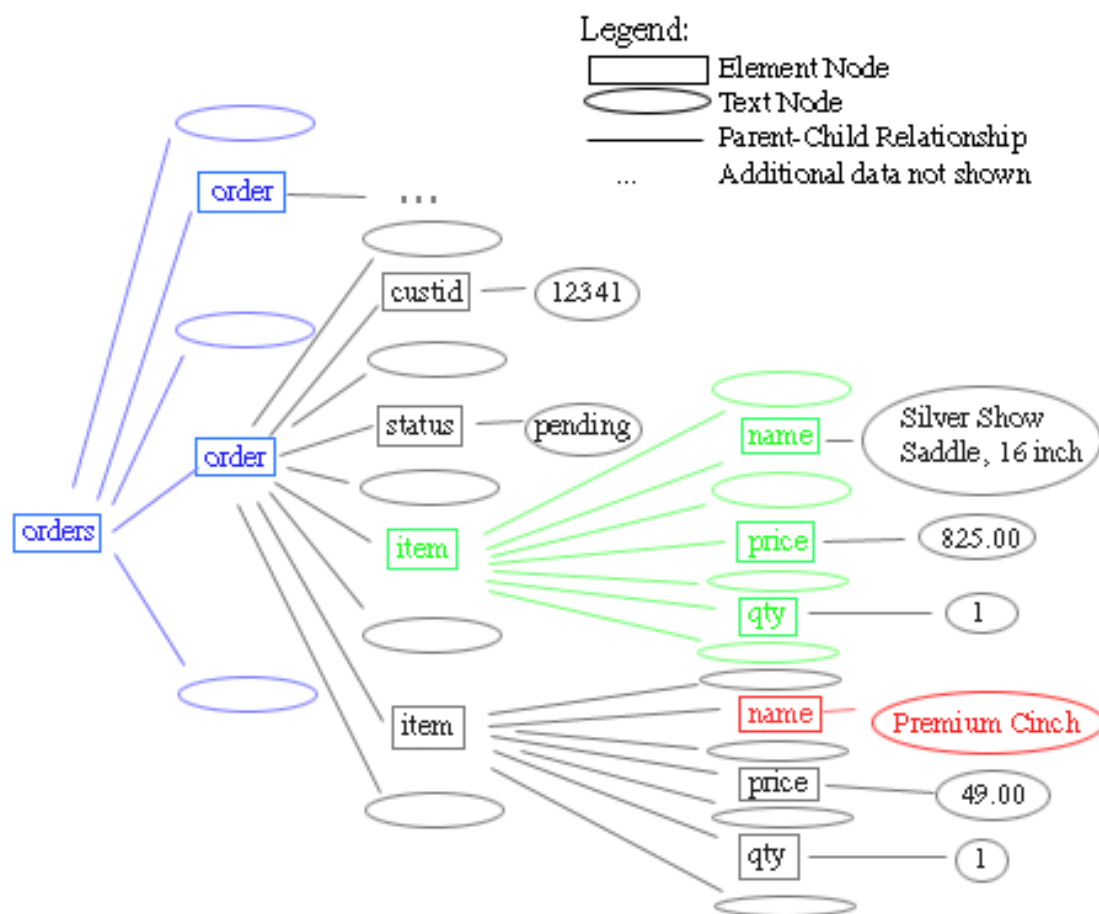 Legend:
Element Node
Text Node
Parent-Child Relationship
... Additional data not shown
order
...
custid
12341
status
pending
order
orders
item
name
Silver Show
Saddle, 16 inch
price
825.00
qty
1
item
name
Premium Cinch
price
49.00
qty
1